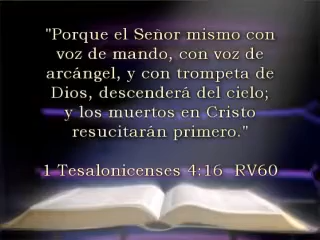 "Porque el Señor mismo con
voz de mando, con voz de
arcángel, y con trompeta de
Dios, descenderá del cielo;
y los muertos en Cristo
resucitarán primero."
1 Tesalonicenses 4:16 RV60